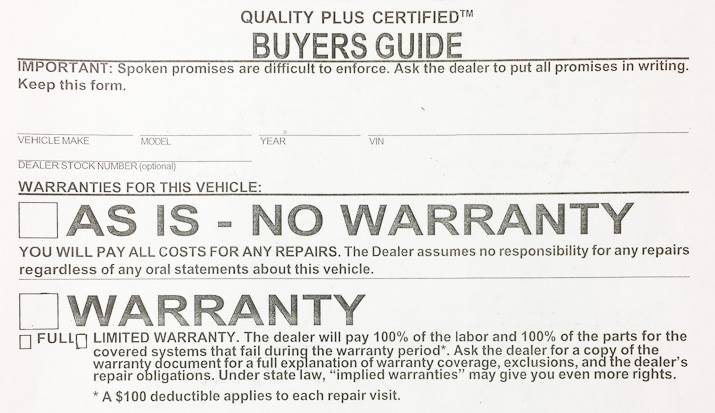 QUALITY PLUS CERTIFIED™
BUYERS GUIDE
IMPORTANT: Spoken promises are difficult to enforce. Ask the dealer to put all promises in writing.
Keep this form.
VEHICLE MAKE MODEL YEAR VIN
DEALER STOCK NUMBER (optional)
WARRANTIES FOR THIS VEHICLE:
AS IS - NO WARRANTY
YOU WILL PAY ALL COSTS FOR ANY REPAIRS. The Dealer assumes no responsibility for any repairs
regardless of any oral statements about this vehicle.
WARRANTY
FULL LIMITED WARRANTY. The dealer will pay 100% of the labor and 100% of the parts for the
covered systems that fail during the warranty period*. Ask the dealer for a copy of the
warranty document for a full explanation of warranty coverage, exclusions, and the dealer's
repair obligations. Under state law, "implied warranties" may give you even more rights.
* A $100 deductible applies to each repair visit.